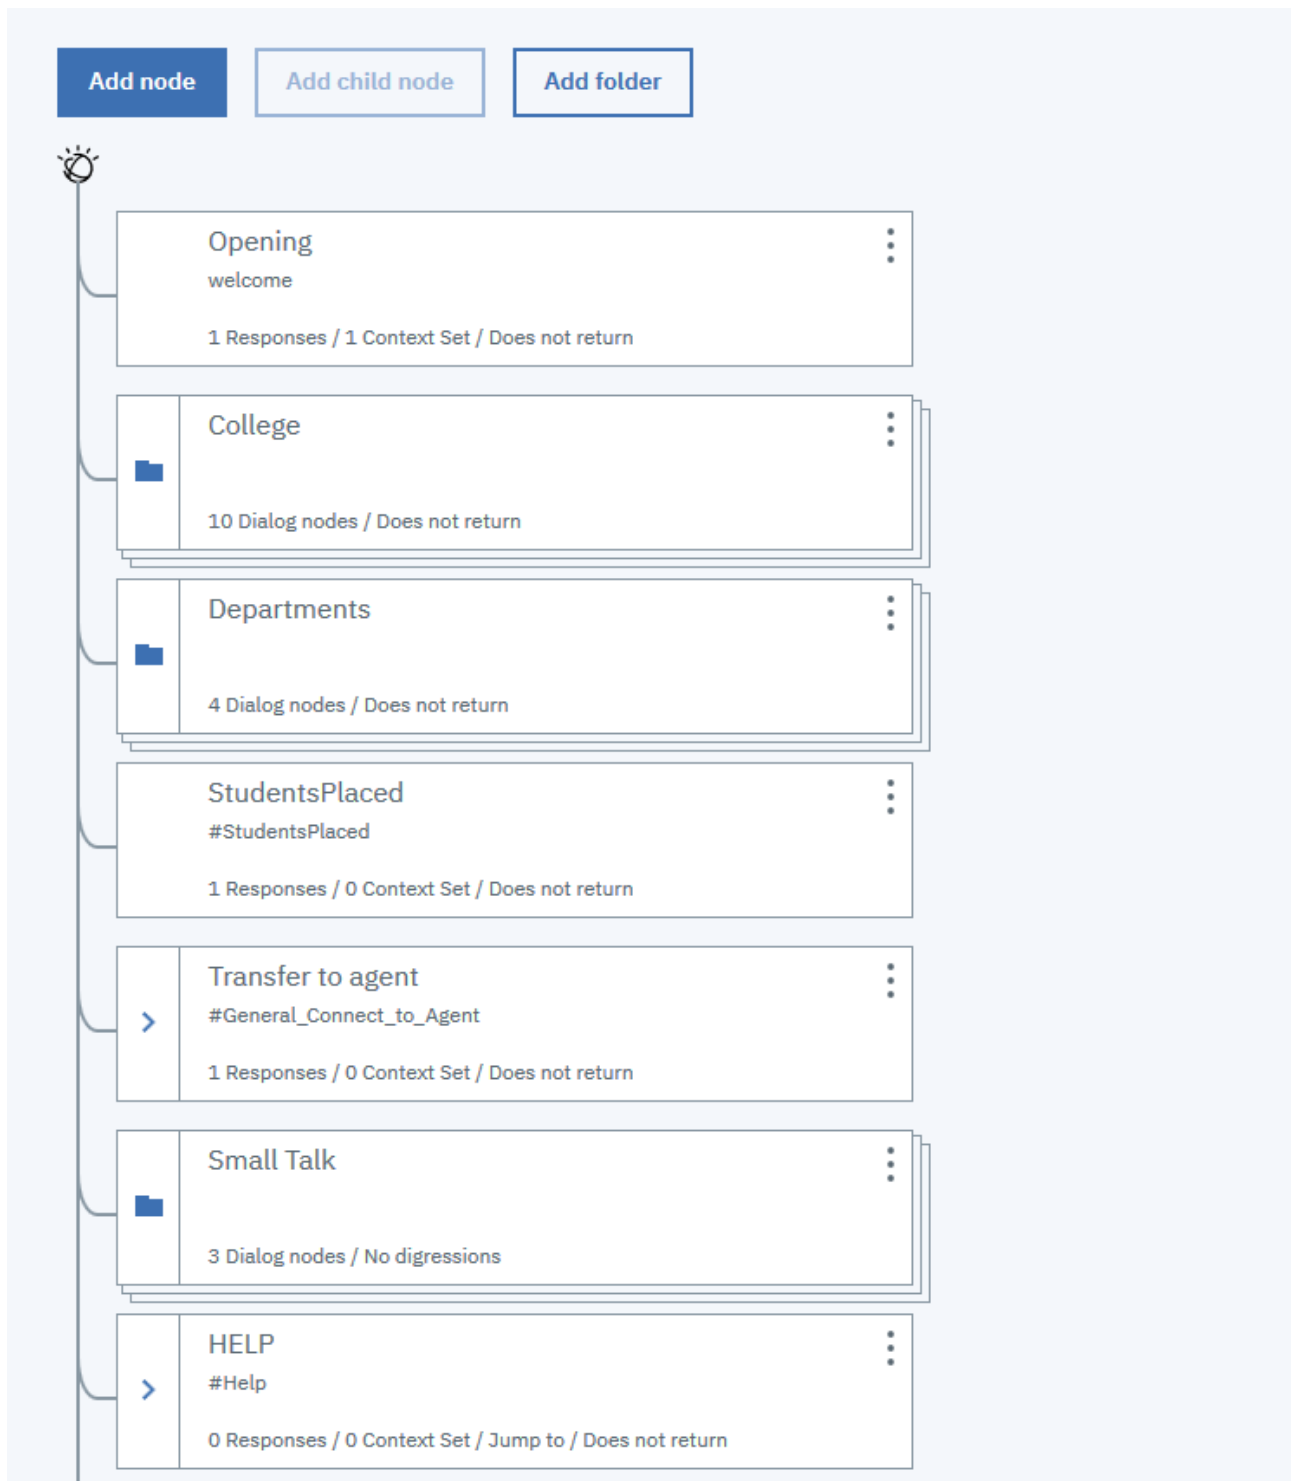 Add node Add child node Add folder
Opening
welcome
1 Responses / 1 Context Set / Does not return
College
10 Dialog nodes / Does not return
Departments
4 Dialog nodes / Does not return
StudentsPlaced
#StudentsPlaced
1 Responses / 0 Context Set / Does not return
Transfer to agent
#General_Connect_to_Agent
1 Responses / 0 Context Set / Does not return
Small Talk
3 Dialog nodes / No digressions
HELP
#Help
0 Responses / 0 Context Set / Jump to / Does not return